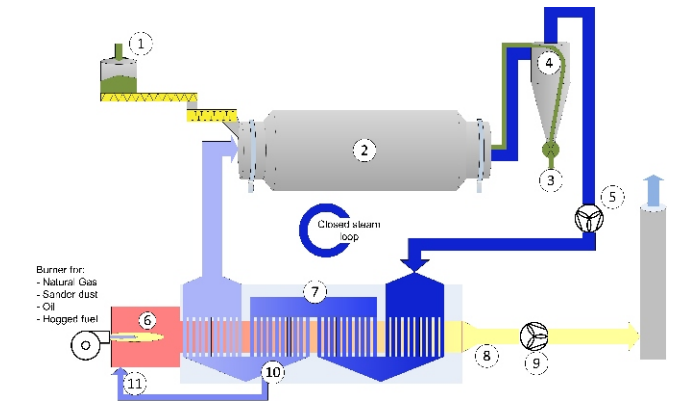 1
4
2
3
5
Closed steam
loop
Burner for:
- Natural Gas
- Sander dust
- Oil
- Hogged fuel
7
6
8
9
10
11